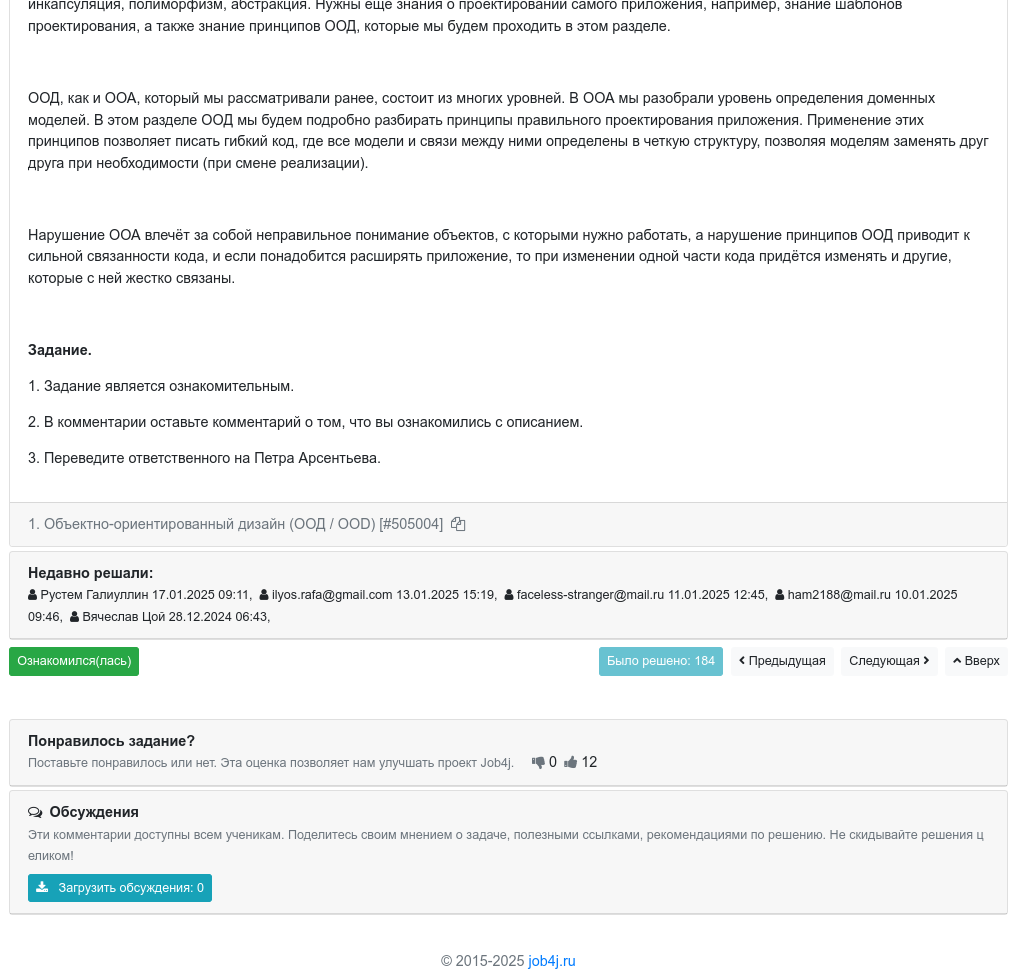 инкапсуляция, полиморфизм, абстракция. Нужны еще знания о проектировании самого приложения, например, знание шаблонов
проектирования, а также знание принципов ООД, которые мы будем проходить в этом разделе.
ООД, как и ООА, который мы рассматривали ранее, состоит из многих уровней. В ООА мы разобрали уровень определения доменных
моделей. В этом разделе ООД мы будем подробно разбирать принципы правильного проектирования приложения. Применение этих
принципов позволяет писать гибкий код, где все модели и связи между ними определены в четкую структуру, позволяя моделям заменять друг
друга при необходимости (при смене реализации).
Нарушение ООА влечёт за собой неправильное понимание объектов, с которыми нужно работать, а нарушение принципов ООД приводит к
сильной связанности кода, и если понадобится расширять приложение, то при изменении одной части кода придётся изменять и другие,
которые с ней жестко связаны.
Задание.
1. Задание является ознакомительным.
2. В комментарии оставьте комментарий о том, что вы ознакомились с описанием.
3. Переведите ответственного на Петра Арсентьева.
1. Объектно-ориентированный дизайн (ООД / OOD) [#505004]
Недавно решали:
Рустем Галиуллин 17.01.2025 09:11, ilyos.rafa@gmail.com 13.01.2025 15:19, faceless-stranger@mail.ru 11.01.2025 12:45, ham2188@mail.ru 10.01.2025
09:46, Вячеслав Цой 28.12.2024 06:43,
Ознакомился(лась) Было решено: 184 Предыдущая Следующая Вверх
Понравилось задание?
Поставьте понравилось или нет. Эта оценка позволяет нам улучшать проект Job4j. 0 12
Обсуждения
Эти комментарии доступны всем ученикам. Поделитесь своим мнением о задаче, полезными ссылками, рекомендациями по решению. Не скидывайте решения ц
еликом!
Загрузить обсуждения: 0
© 2015-2025 job4j.ru